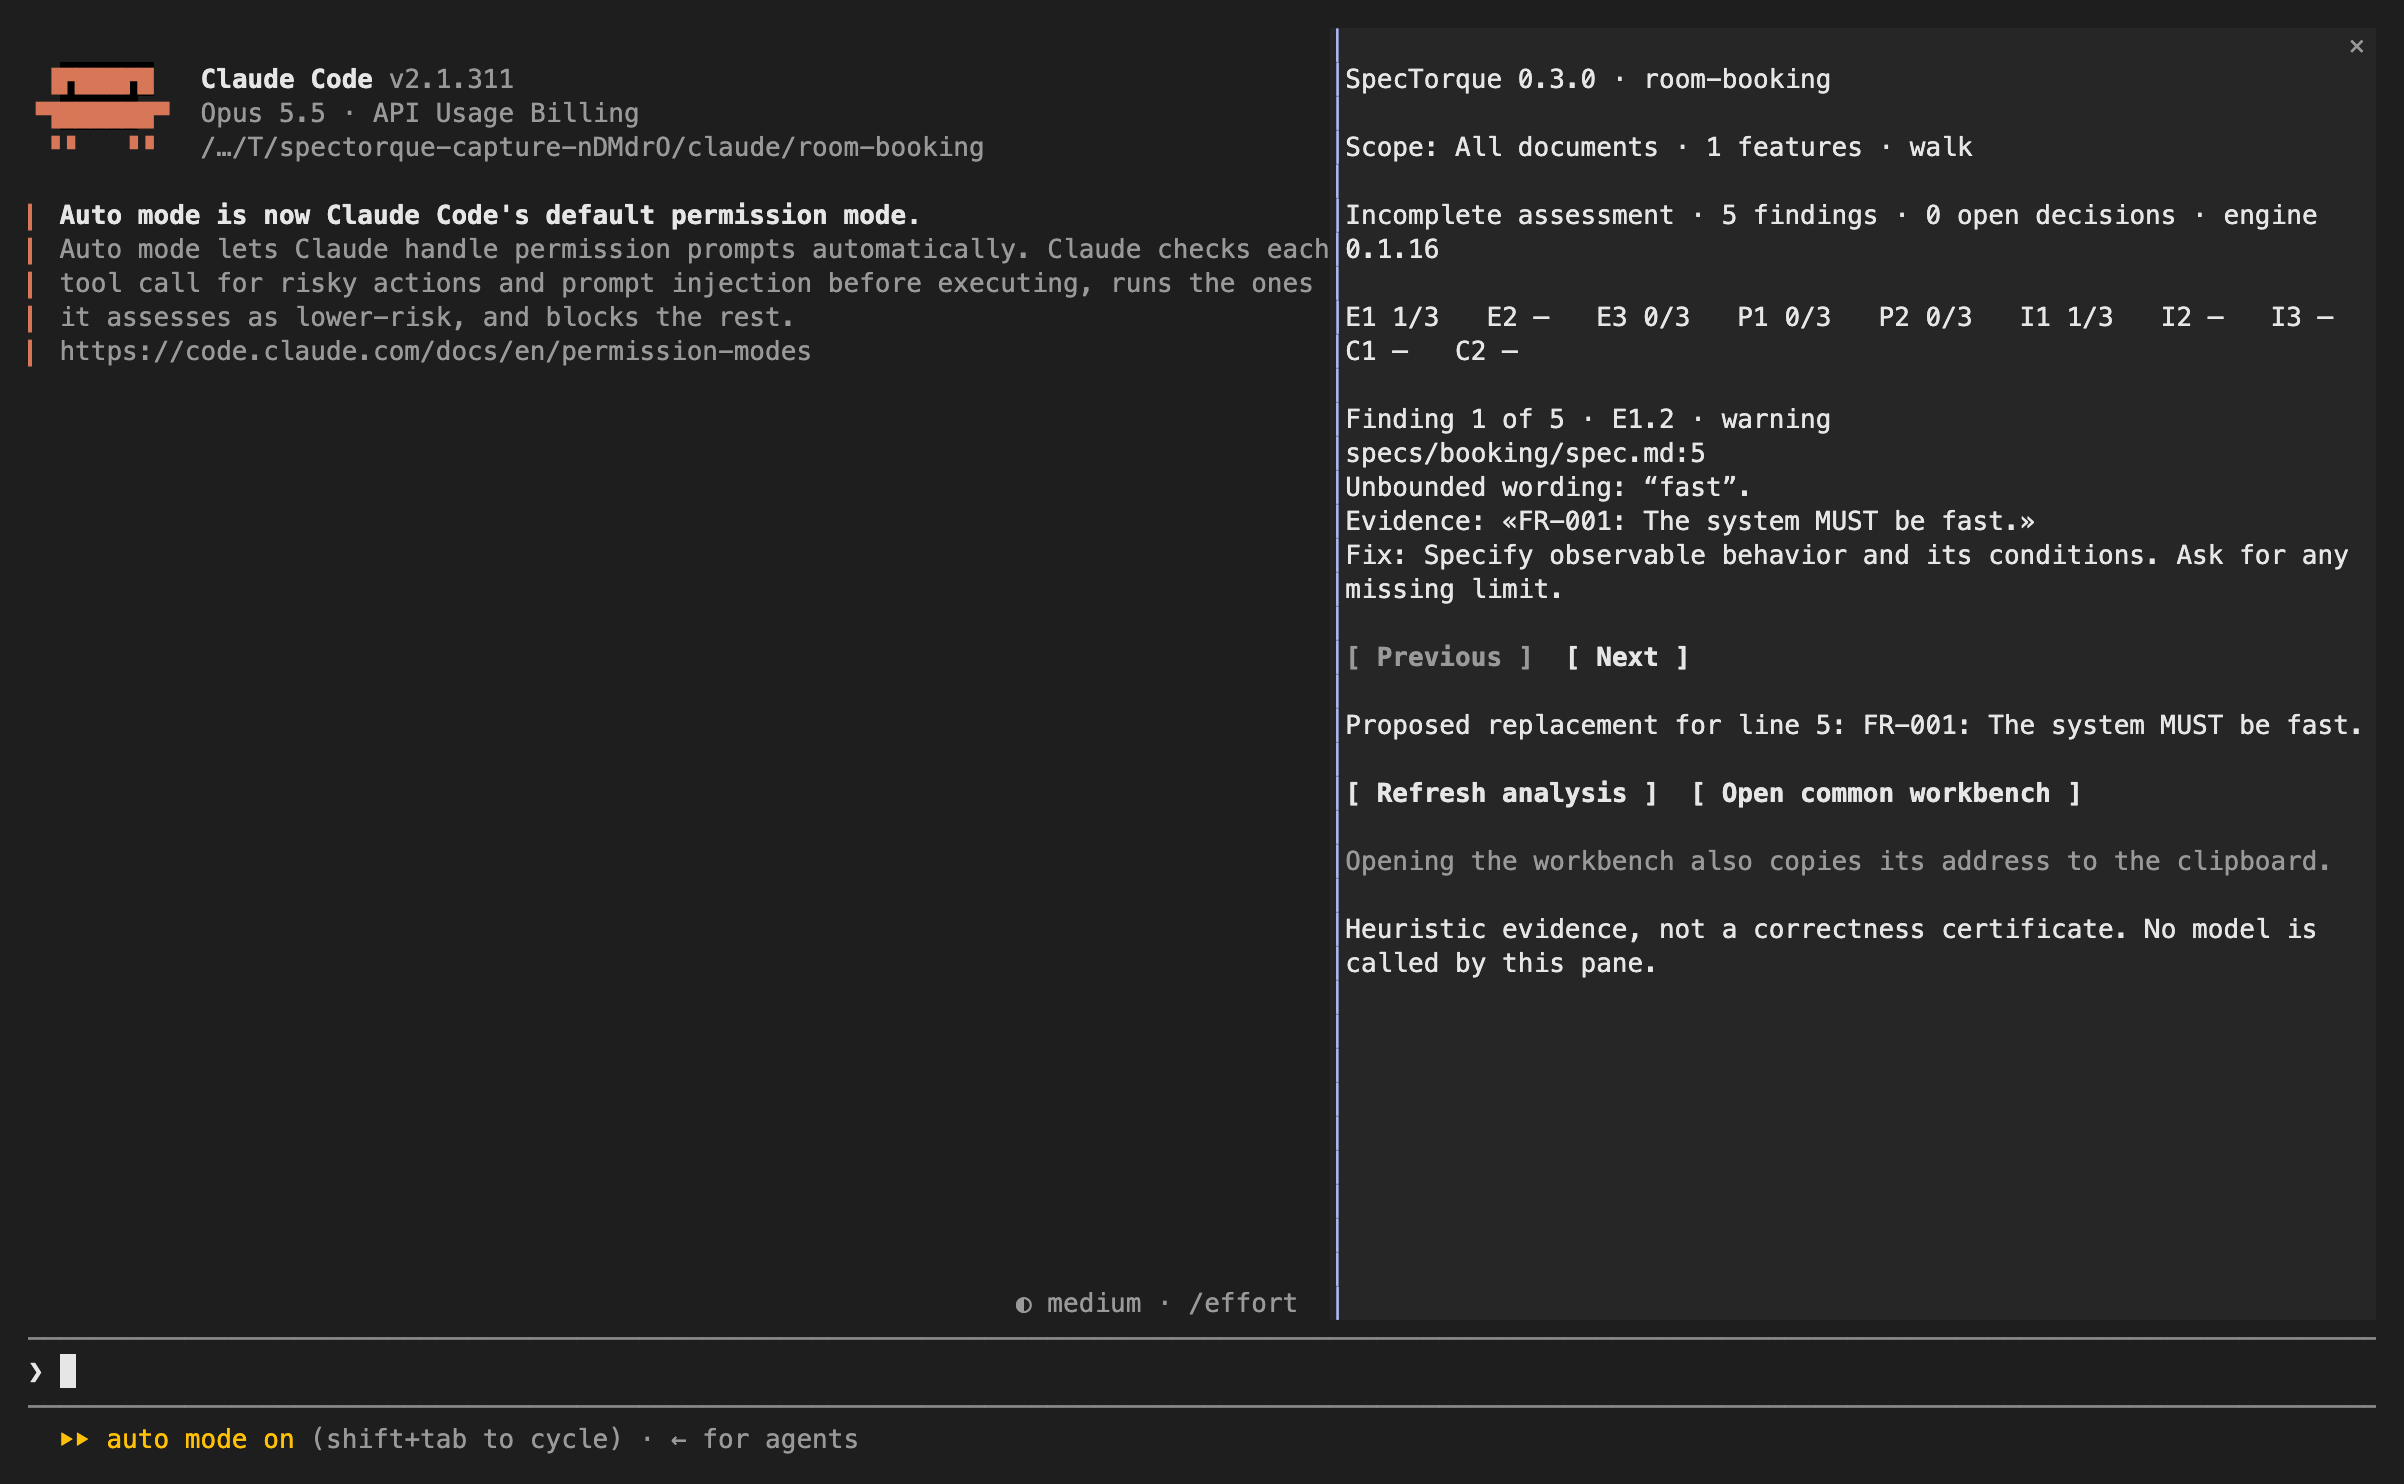 Claude Code v2.1.311
Opus 5.5 · API Usage Billing
/…/T/spectorque-capture-nDMdrO/claude/room-booking
Auto mode is now Claude Code's default permission mode.
Auto mode lets Claude handle permission prompts automatically. Claude checks each
tool call for risky actions and prompt injection before executing, runs the ones
it assesses as lower-risk, and blocks the rest.
https://code.claude.com/docs/en/permission-modes
◐ medium · /effort
×
SpecTorque 0.3.0 · room-booking
Scope: All documents · 1 features · walk
Incomplete assessment · 5 findings · 0 open decisions · engine
0.1.16
E1 1/3   E2 —   E3 0/3   P1 0/3   P2 0/3   I1 1/3   I2 —   I3 —
C1 —   C2 —
Finding 1 of 5 · E1.2 · warning
specs/booking/spec.md:5
Unbounded wording: “fast”.
Evidence: «FR-001: The system MUST be fast.»
Fix: Specify observable behavior and its conditions. Ask for any
missing limit.
[ Previous ]  [ Next ]
Proposed replacement for line 5: FR-001: The system MUST be fast.
[ Refresh analysis ]  [ Open common workbench ]
Opening the workbench also copies its address to the clipboard.
Heuristic evidence, not a correctness certificate. No model is
called by this pane.
❯
⏵⏵ auto mode on (shift+tab to cycle) · ← for agents